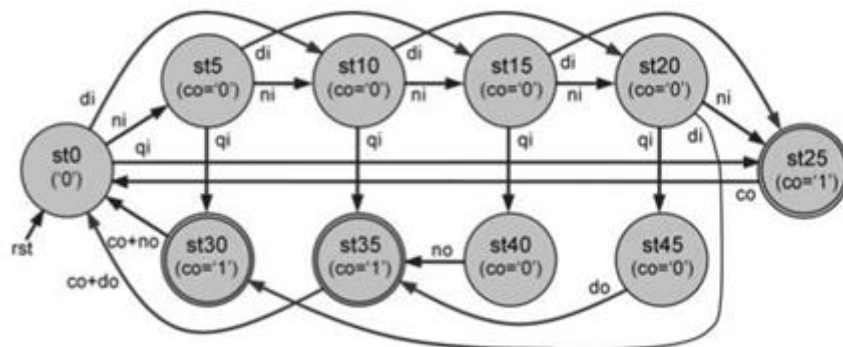 di
ni
qi
st0
('0')
rst
st5
(co='0')
di
ni
qi
st10
(co='0')
di
ni
qi
st15
(co='0')
di
ni
qi
st20
(co='0')
ni
di
qi
st25
(co='1')
co
co+no
co+do
st30
(co='1')
st35
(co='1')
no
st40
(co='0')
do
st45
(co='0')